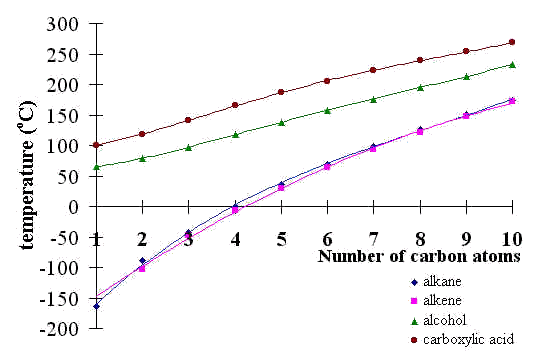 300
250
200
150
100
50
0
-50
-100
-150
-200
temperature (°C)
1 2 3 4 5 6 7 8 9 10
Number of carbon atoms
alkane
alkene
alcohol
carboxylic acid